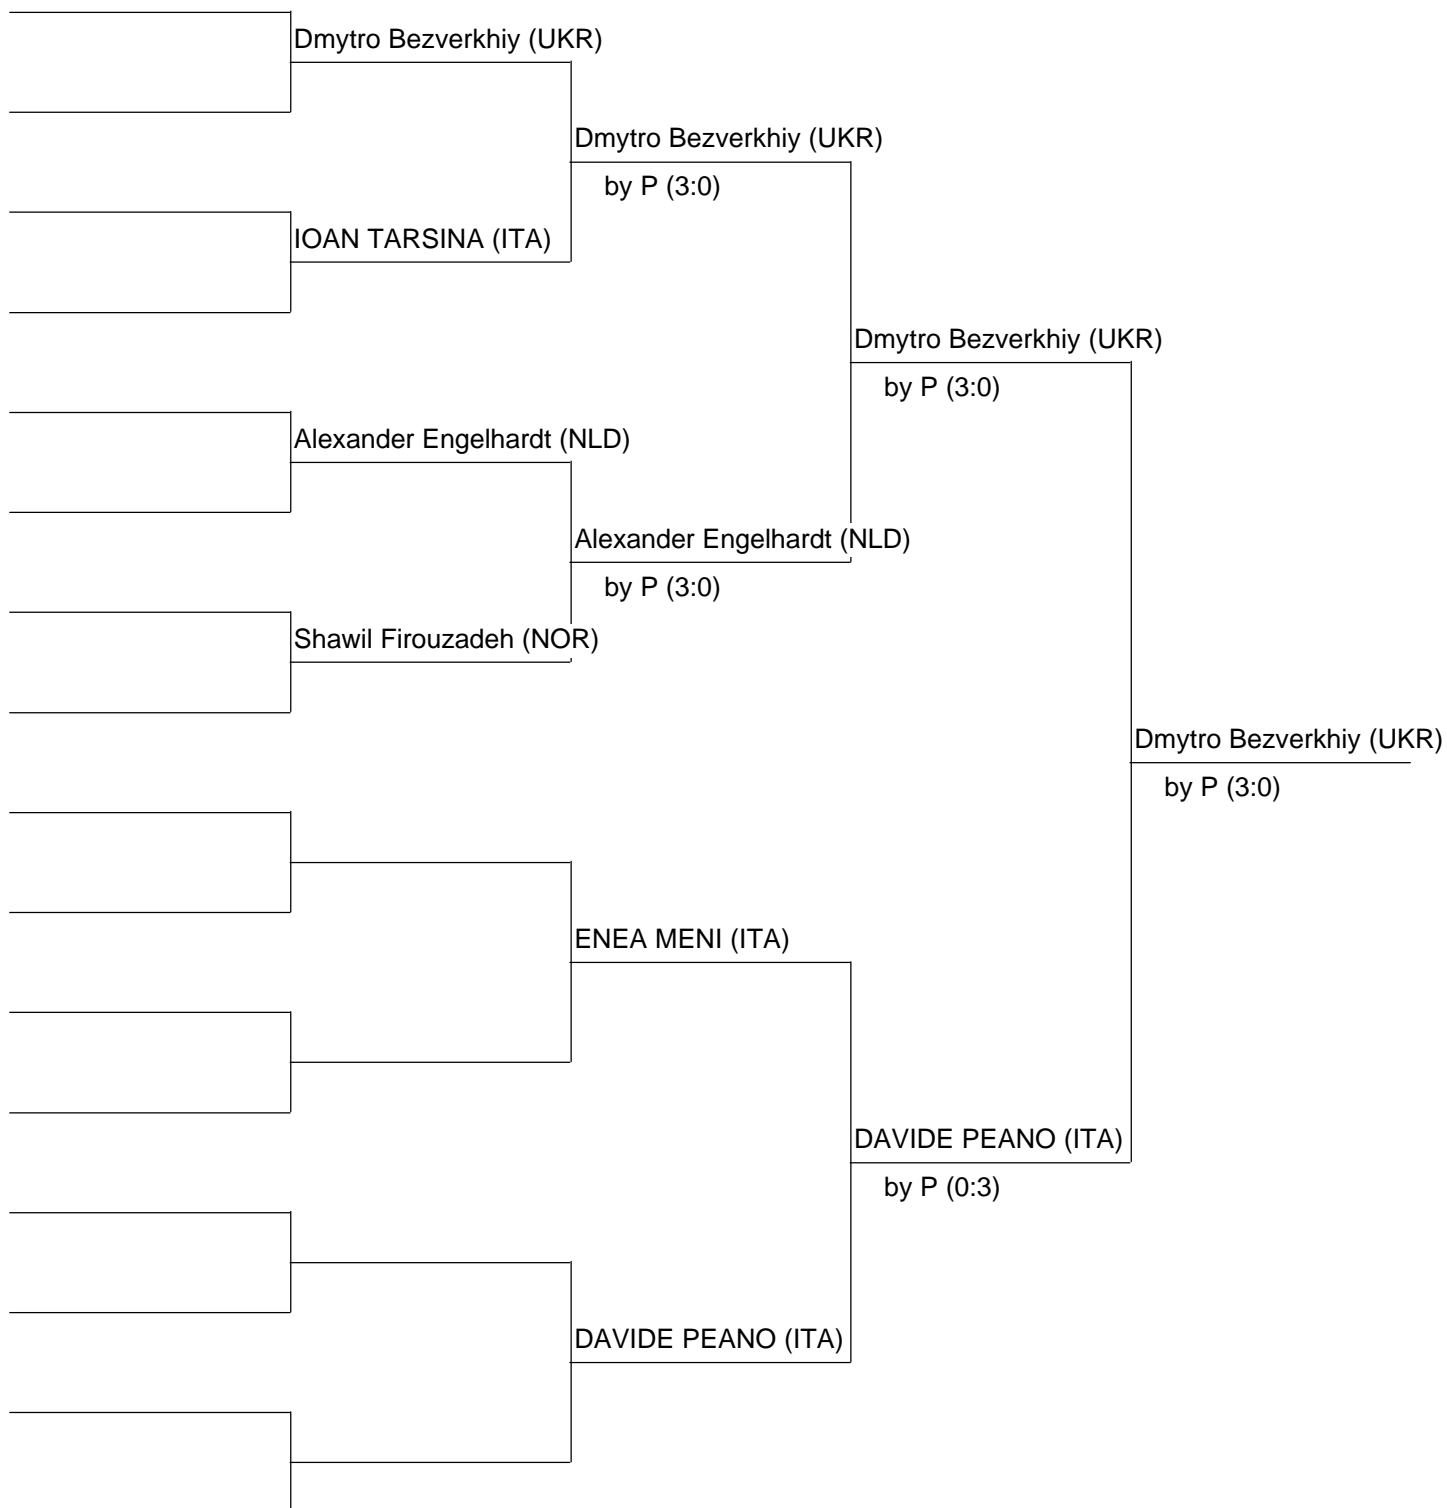 Dmytro Bezverkhiy (UKR)
Dmytro Bezverkhiy (UKR)
by P (3:0)
IOAN TARSINA (ITA)
Dmytro Bezverkhiy (UKR)
by P (3:0)
Alexander Engelhardt (NLD)
Alexander Engelhardt (NLD)
by P (3:0)
Shawil Firouzadeh (NOR)
Dmytro Bezverkhiy (UKR)
by P (3:0)
ENEA MENI (ITA)
DAVIDE PEANO (ITA)
by P (0:3)
DAVIDE PEANO (ITA)